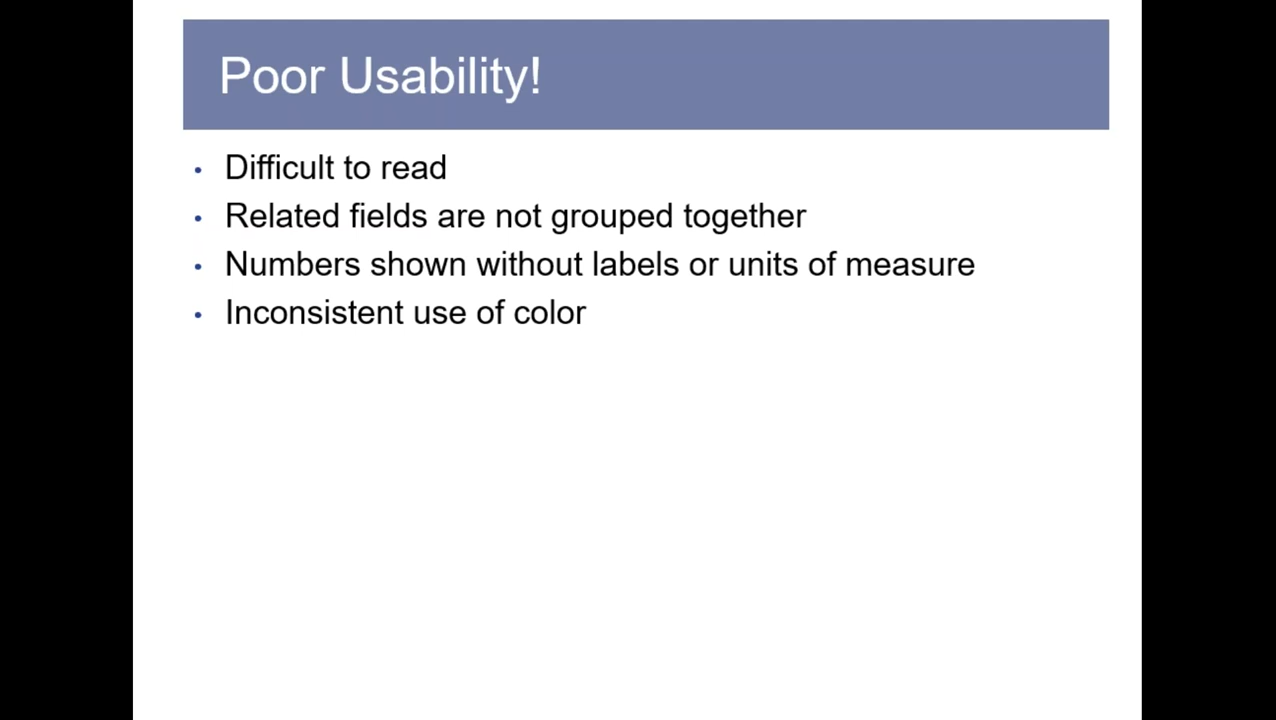 Poor Usability!
• Difficult to read
• Related fields are not grouped together
• Numbers shown without labels or units of measure
• Inconsistent use of color